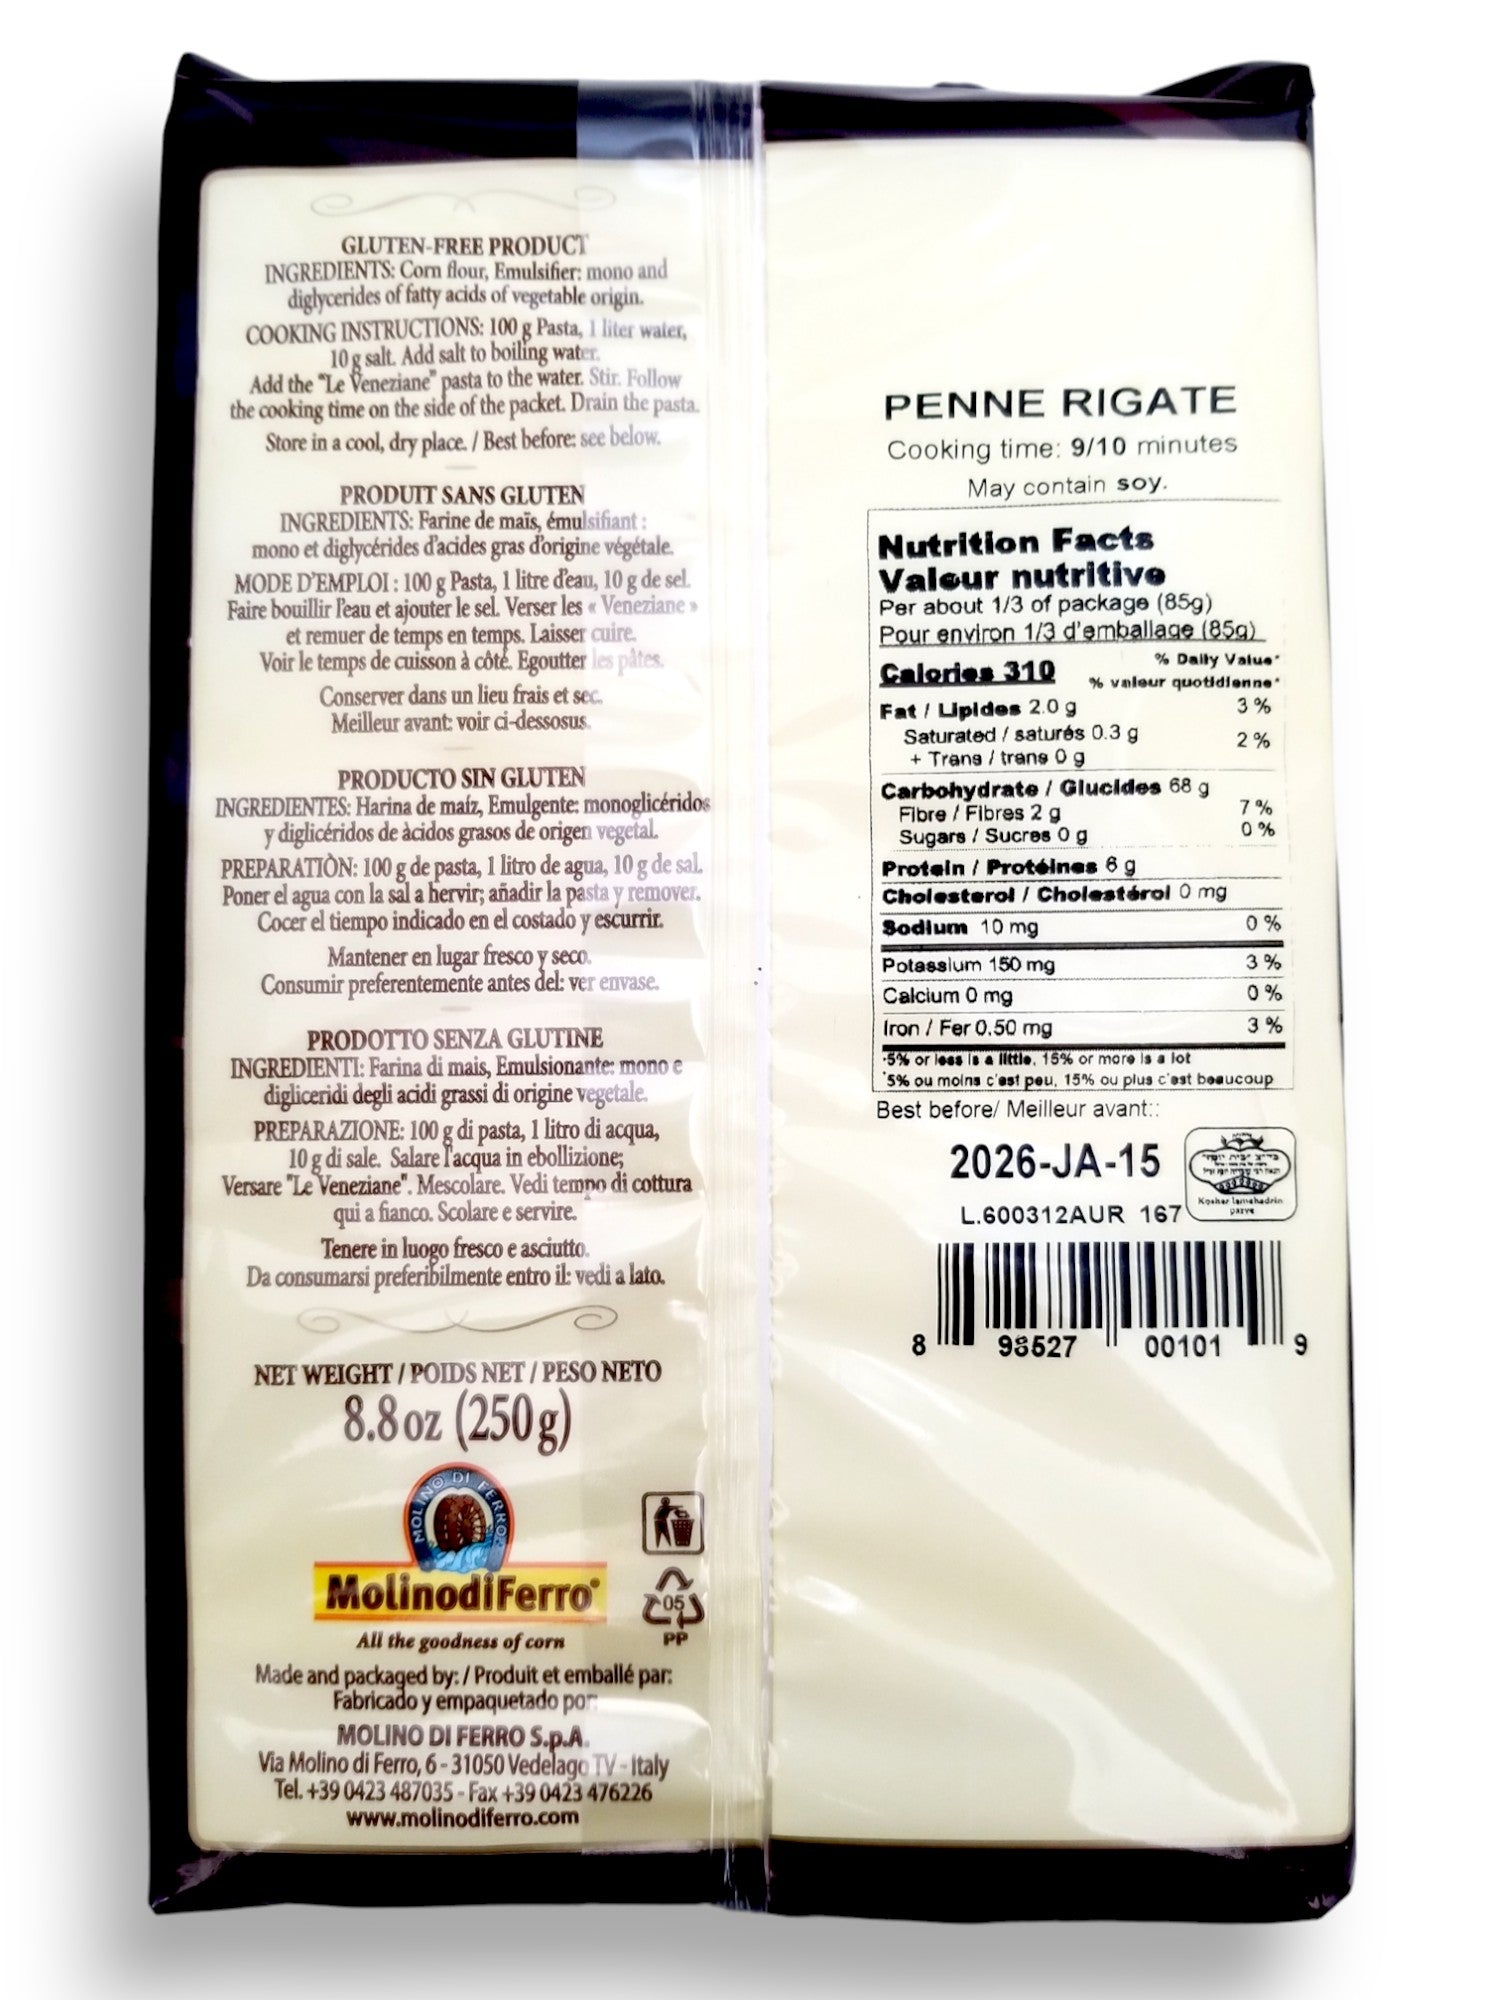 GLUTEN-FREE PRODUCT
INGREDIENTS: Corn flour, Emulsifier: mono and
diglycerides of fatty acids of vegetable origin.
COOKING INSTRUCTIONS: 100 g Pasta, 1 liter water,
10 g salt. Add salt to boiling water.
Add the "Le Veneziane" pasta to the water. Stir. Follow
the cooking time on the side of the packet. Drain the pasta.
Store in a cool, dry place. / Best before: see below.
PRODUIT SANS GLUTEN
INGREDIENTS: Farine de maïs, émulsifiant :
mono et diglycérides d'acides gras d'origine végétale.
MODE D'EMPLOI : 100 g Pasta, 1 litre d'eau, 10 g de sel.
Faire bouillir l'eau et ajouter le sel. Verser les « Veneziane »
et remuer de temps en temps. Laisser cuire.
Voir le temps de cuisson à côté. Egoutter les pâtes.
Conserver dans un lieu frais et sec.
Meilleur avant: voir ci-dessosus.
PRODUCTO SIN GLUTEN
INGREDIENTES: Harina de maíz, Emulgente: monoglicéridos
y diglicéridos de àcidos grasos de origen vegetal.
PREPARATIÒN: 100 g de pasta, 1 litro de agua, 10 g de sal.
Poner el agua con la sal a hervir; añadir la pasta y remover.
Cocer el tiempo indicado en el costado y escurrir.
Mantener en lugar fresco y seco.
Consumir preferentemente antes del: ver envase.
PRODOTTO SENZA GLUTINE
INGREDIENTI: Farina di mais, Emulsionante: mono e
digliceridi degli acidi grassi di origine vegetale.
PREPARAZIONE: 100 g di pasta, 1 litro di acqua,
10 g di sale. Salare l'acqua in ebollizione;
Versare "Le Veneziane". Mescolare. Vedi tempo di cottura
qui a fianco. Scolare e servire.
Tenere in luogo fresco e asciutto.
Da consumarsi preferibilmente entro il: vedi a lato.
NET WEIGHT / POIDS NET / PESO NETO
8.8 oz (250 g)
MOLINO DI FERRO
MolinodiFerro®
All the goodness of corn
05
PP
Made and packaged by: / Produit et emballé par:
Fabricado y empaquetado por:
MOLINO DI FERRO S.p.A.
Via Molino di Ferro, 6 - 31050 Vedelago TV - Italy
Tel. +39 0423 487035 - Fax +39 0423 476226
www.molinodiferro.com
PENNE RIGATE
Cooking time: 9/10 minutes
May contain soy.
Nutrition Facts
Valeur nutritive
Per about 1/3 of package (85g)
Pour environ 1/3 d'emballage (85g)
Calories 310
% Daily Value*
% valeur quotidienne*
Fat / Lipides 2.0 g 3 %
Saturated / saturés 0.3 g 2 %
+ Trans / trans 0 g
Carbohydrate / Glucides 68 g
Fibre / Fibres 2 g 7 %
Sugars / Sucres 0 g 0 %
Protein / Protéines 6 g
Cholesterol / Cholestérol 0 mg
Sodium 10 mg 0 %
Potassium 150 mg 3 %
Calcium 0 mg 0 %
Iron / Fer 0.50 mg 3 %
*5% or less is a little, 15% or more is a lot
*5% ou moins c'est peu, 15% ou plus c'est beaucoup
Best before/ Meilleur avant::
2026-JA-15
L.600312AUR 167
Kosher lamehadrin
parve
8 98527 00101 9